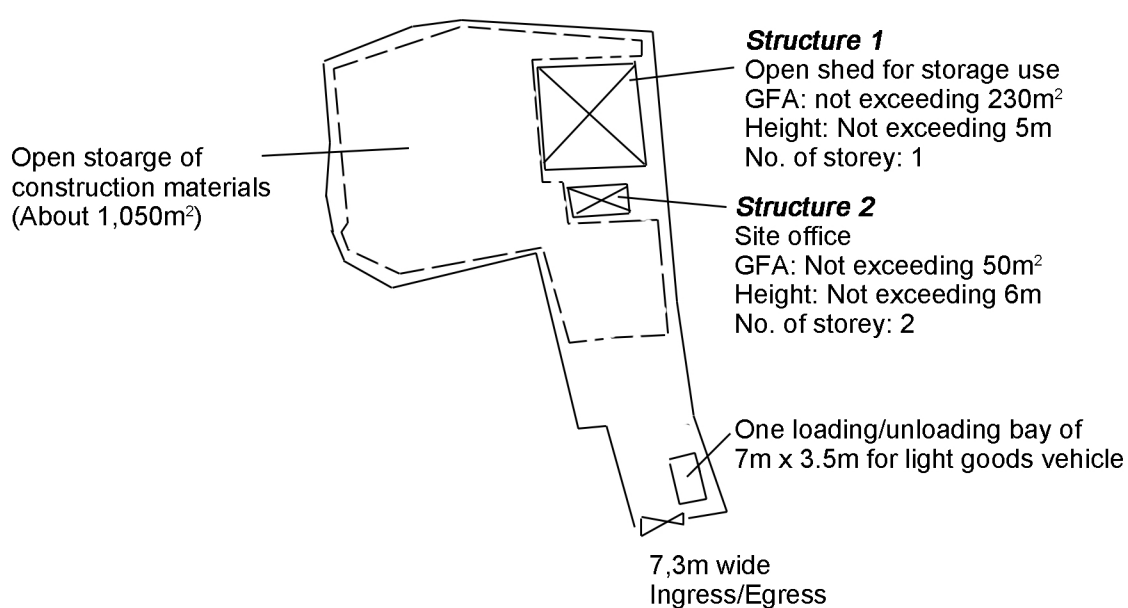 Structure 1
Open shed for storage use
GFA: not exceeding 230m²
Height: Not exceeding 5m
No. of storey: 1
Open stoarge of
construction materials
(About 1,050m²)
Structure 2
Site office
GFA: Not exceeding 50m²
Height: Not exceeding 6m
No. of storey: 2
One loading/unloading bay of
7m x 3.5m for light goods vehicle
7,3m wide
Ingress/Egress